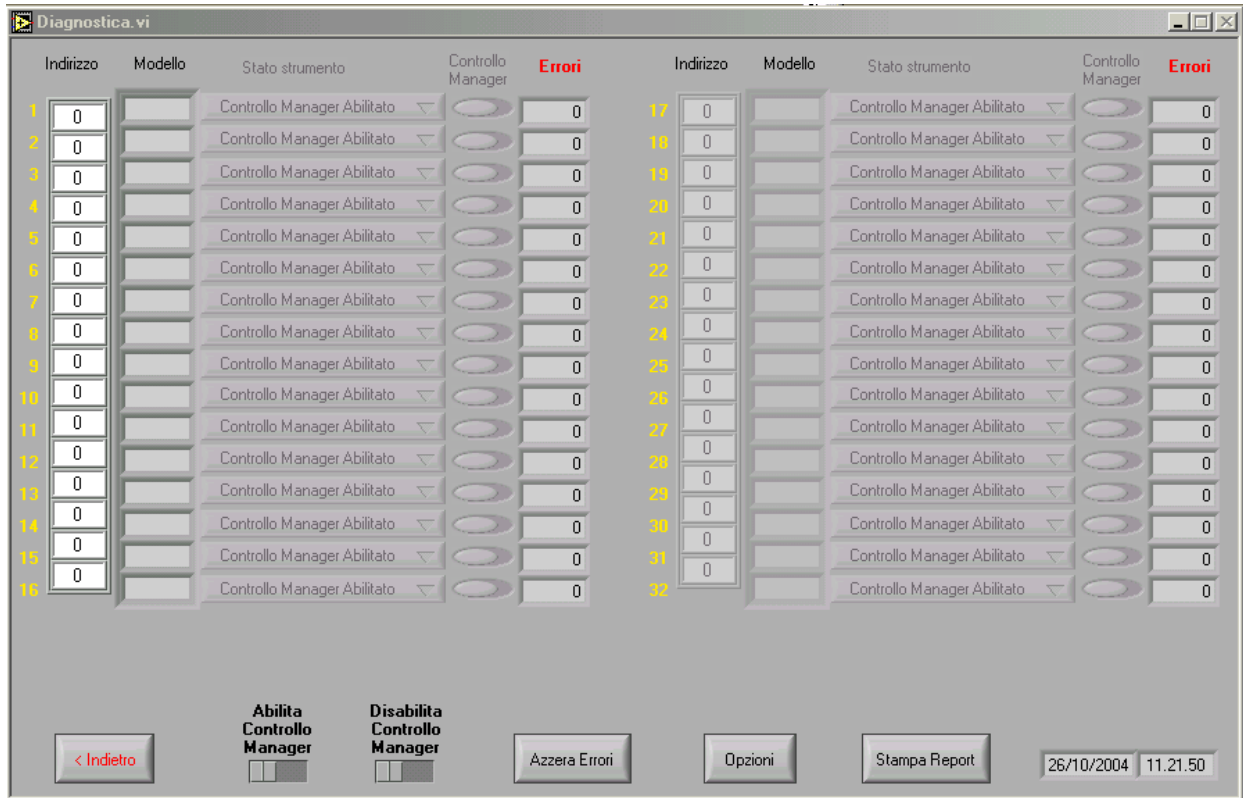 Diagnostica.vi
Indirizzo Modello Stato strumento Controllo Manager Errori Indirizzo Modello Stato strumento Controllo Manager Errori
1 0 Controllo Manager Abilitato 0 17 0 Controllo Manager Abilitato 0
2 0 Controllo Manager Abilitato 0 18 0 Controllo Manager Abilitato 0
3 0 Controllo Manager Abilitato 0 19 0 Controllo Manager Abilitato 0
4 0 Controllo Manager Abilitato 0 20 0 Controllo Manager Abilitato 0
5 0 Controllo Manager Abilitato 0 21 0 Controllo Manager Abilitato 0
6 0 Controllo Manager Abilitato 0 22 0 Controllo Manager Abilitato 0
7 0 Controllo Manager Abilitato 0 23 0 Controllo Manager Abilitato 0
8 0 Controllo Manager Abilitato 0 24 0 Controllo Manager Abilitato 0
9 0 Controllo Manager Abilitato 0 25 0 Controllo Manager Abilitato 0
10 0 Controllo Manager Abilitato 0 26 0 Controllo Manager Abilitato 0
11 0 Controllo Manager Abilitato 0 27 0 Controllo Manager Abilitato 0
12 0 Controllo Manager Abilitato 0 28 0 Controllo Manager Abilitato 0
13 0 Controllo Manager Abilitato 0 29 0 Controllo Manager Abilitato 0
14 0 Controllo Manager Abilitato 0 30 0 Controllo Manager Abilitato 0
15 0 Controllo Manager Abilitato 0 31 0 Controllo Manager Abilitato 0
16 0 Controllo Manager Abilitato 0 32 0 Controllo Manager Abilitato 0
Abilita
Controllo
Manager
Disabilita
Controllo
Manager
< Indietro
Azzera Errori
Opzioni
Stampa Report
26/10/2004 11.21.50